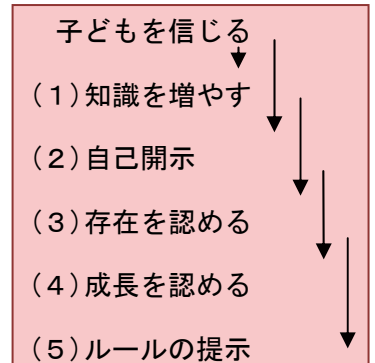 子どもを信じる
（１）知識を増やす
（２）自己開示
（３）存在を認める
（４）成長を認める
（５）ルールの提示